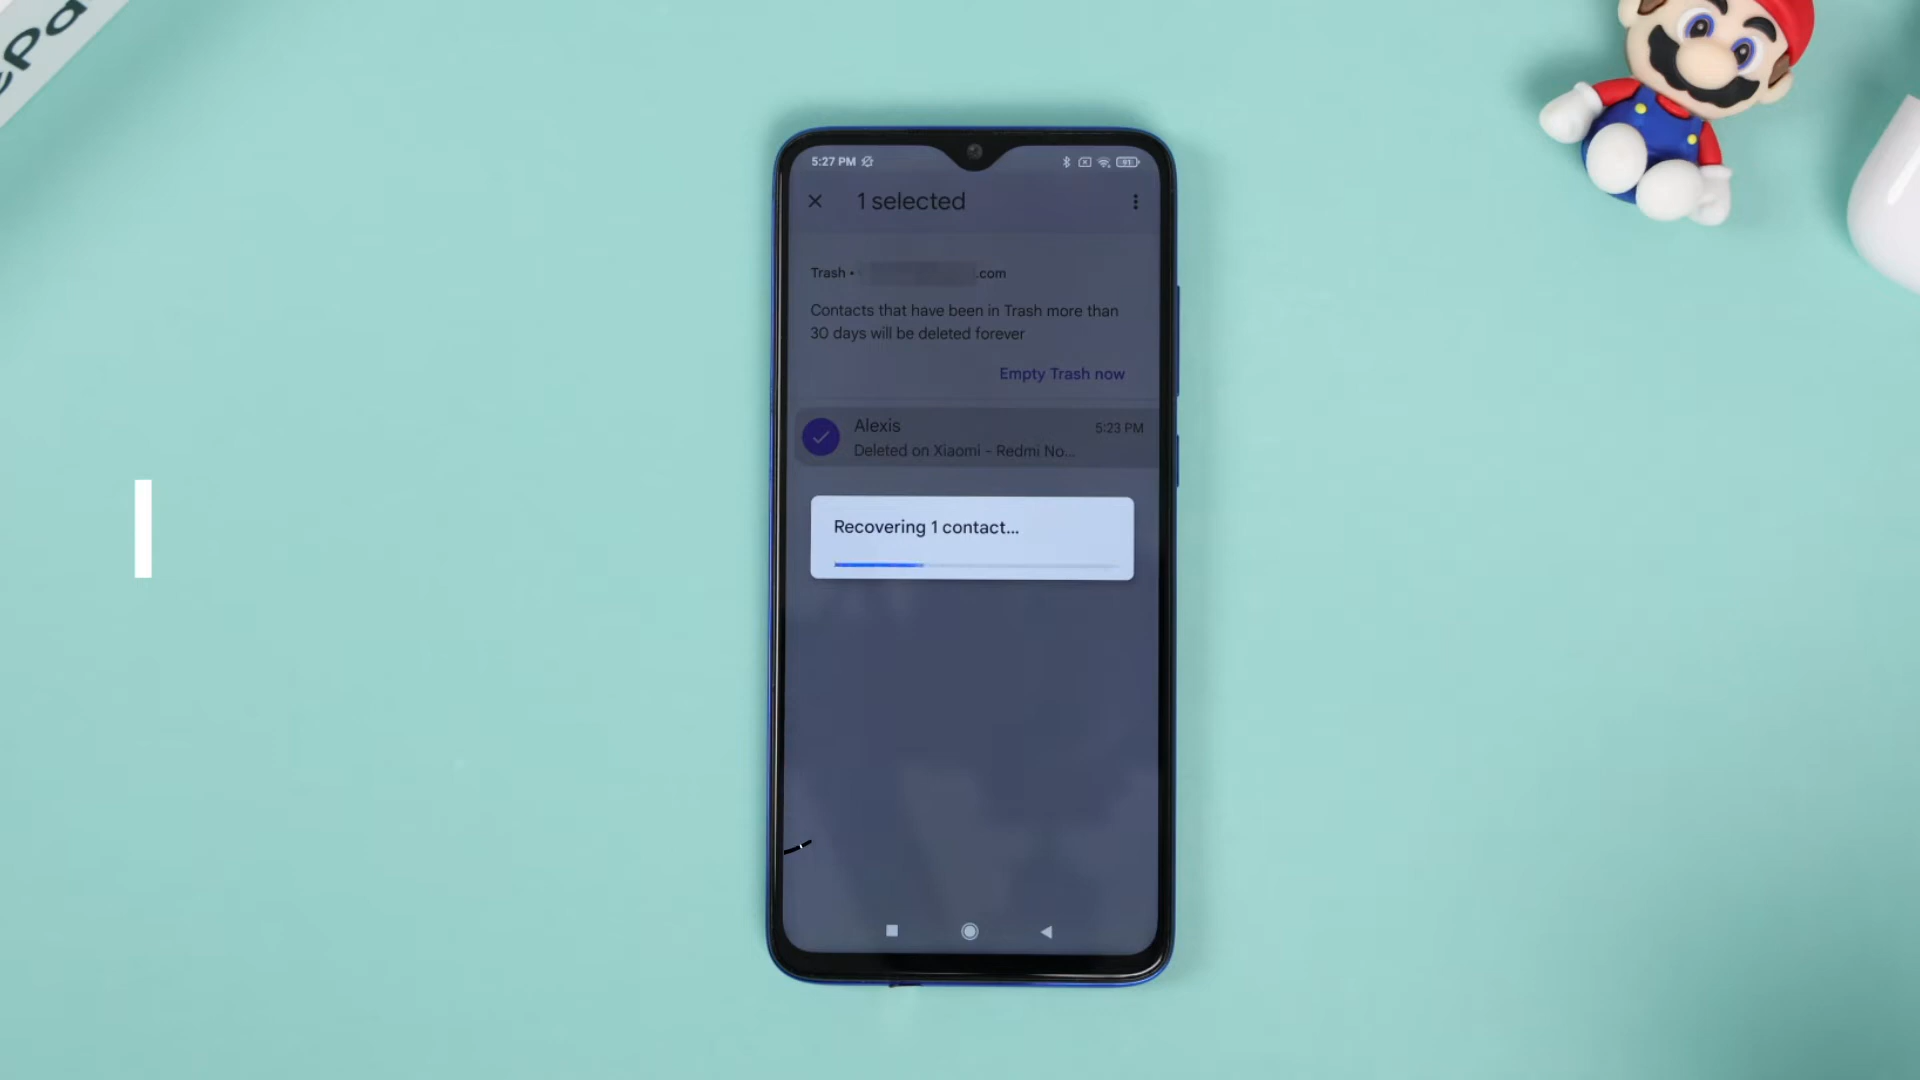 5:27 PM
91
1 selected
Trash • .com
Contacts that have been in Trash more than
30 days will be deleted forever
Empty Trash now
Alexis
5:23 PM
Deleted on Xiaomi - Redmi No...
Recovering 1 contact...